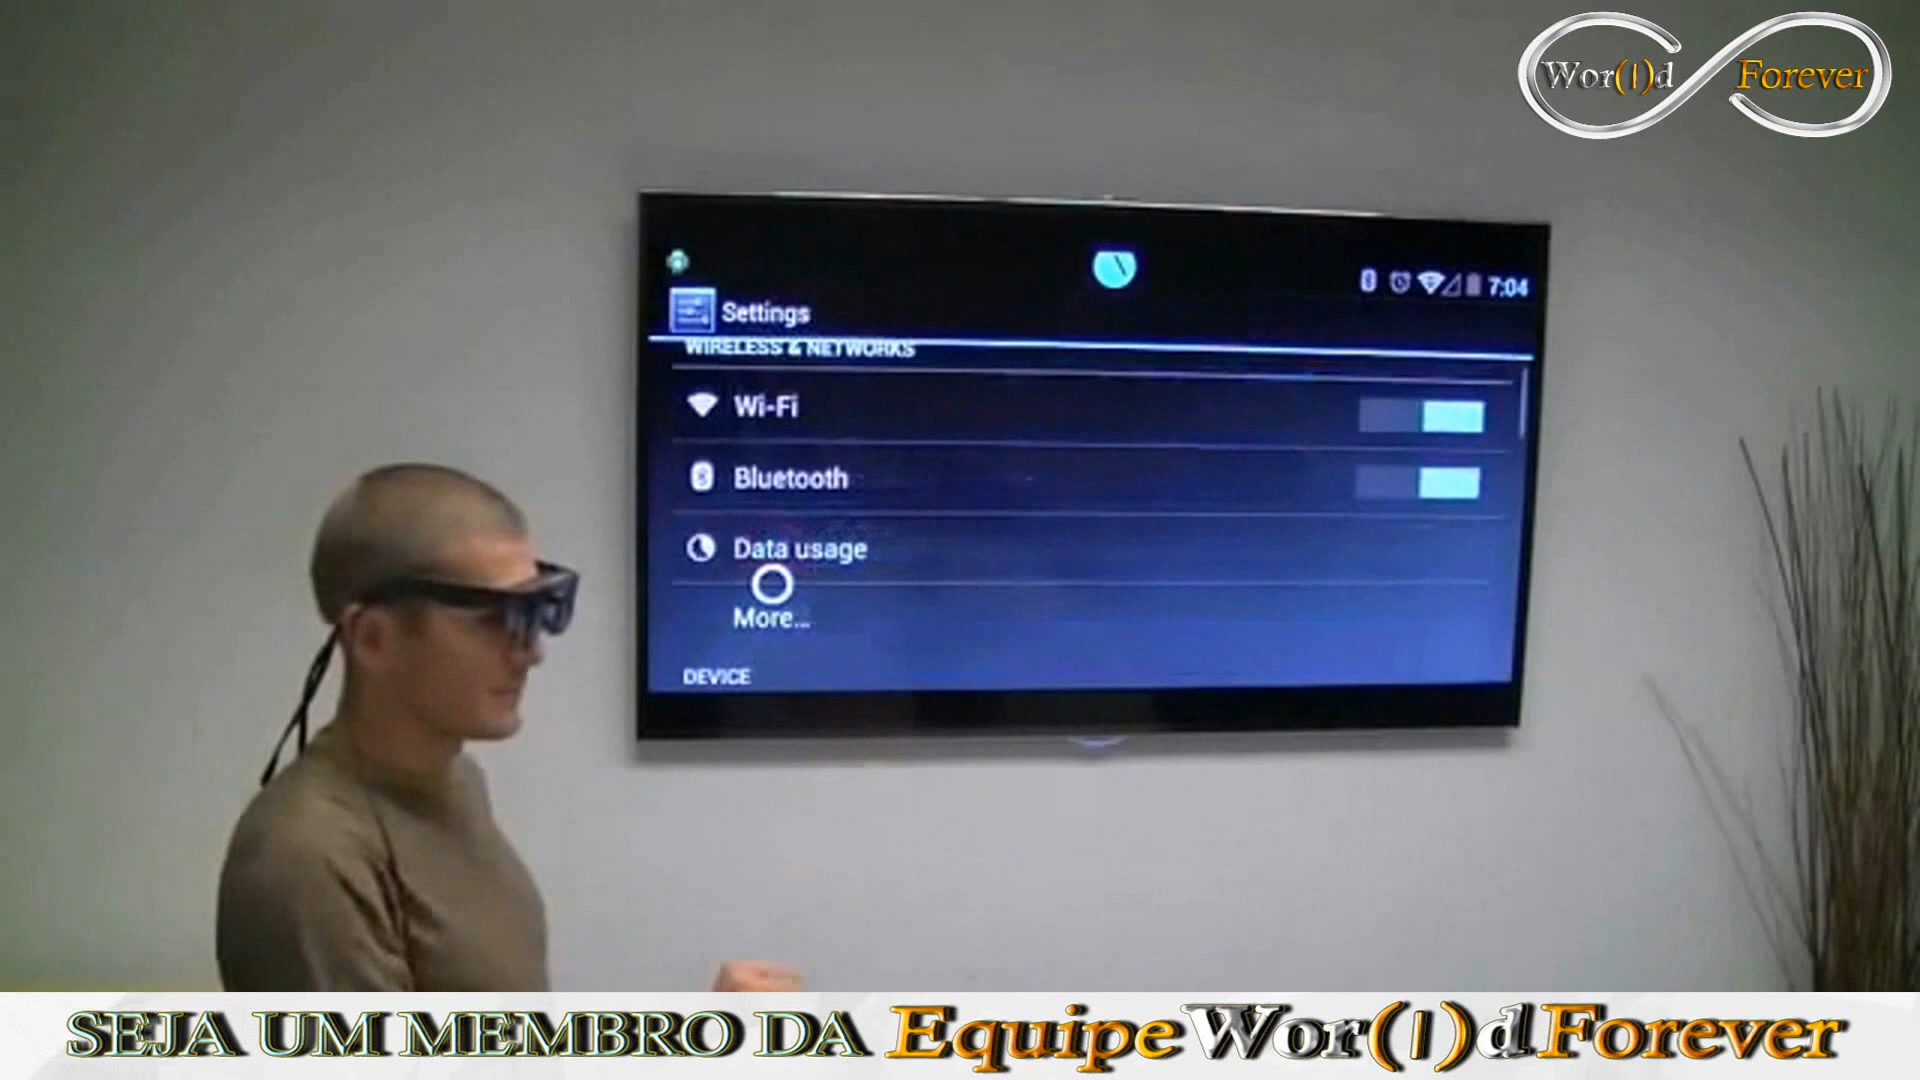 Wor(|)d Forever
7:04
Settings
WIRELESS & NETWORKS
Wi-Fi
Bluetooth
Data usage
More...
DEVICE
SEJA UM MEMBRO DA Equipe Wor(|)d Forever